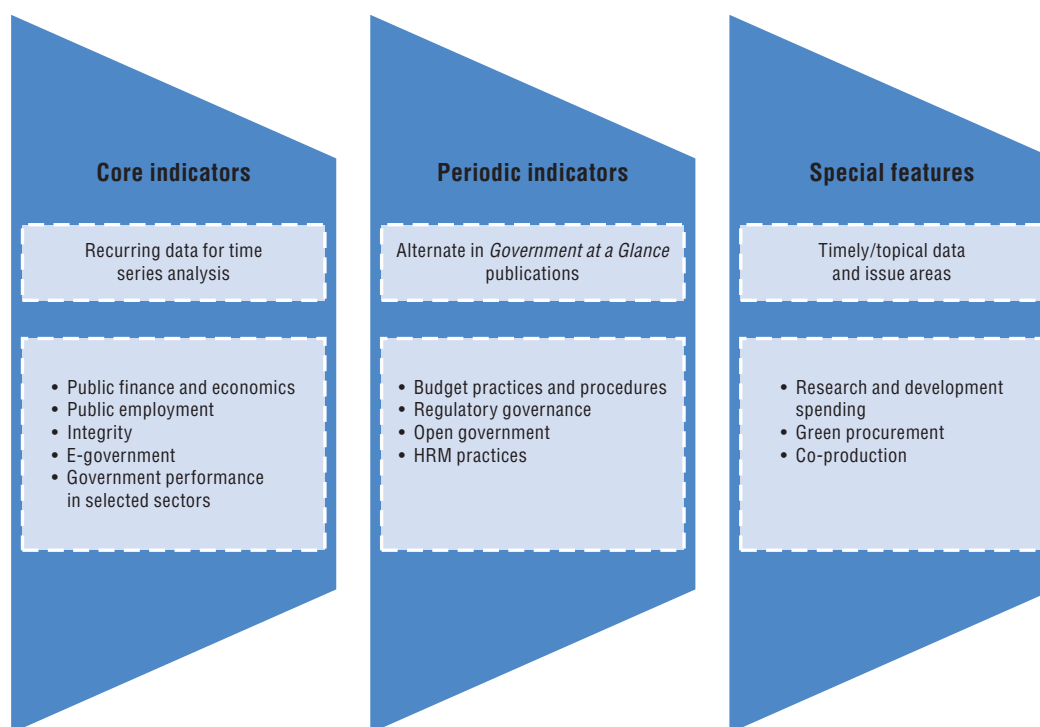 Core indicators
Recurring data for time
series analysis
• Public finance and economics
• Public employment
• Integrity
• E-government
• Government performance
in selected sectors
Periodic indicators
Alternate in Government at a Glance
publications
• Budget practices and procedures
• Regulatory governance
• Open government
• HRM practices
Special features
Timely/topical data
and issue areas
• Research and development
spending
• Green procurement
• Co-production